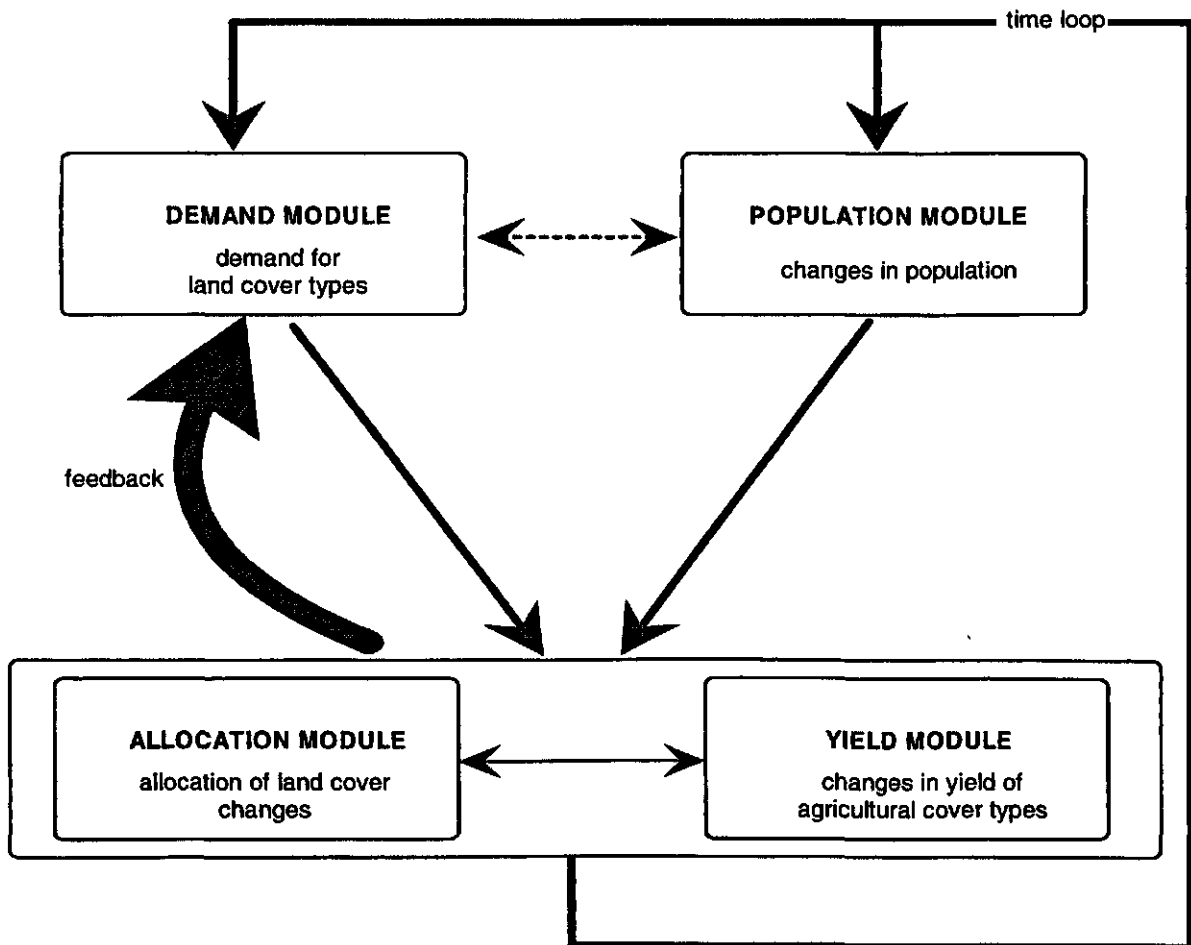 time loop
DEMAND MODULE
demand for
land cover types
POPULATION MODULE
changes in population
feedback
ALLOCATION MODULE
allocation of land cover
changes
YIELD MODULE
changes in yield of
agricultural cover types